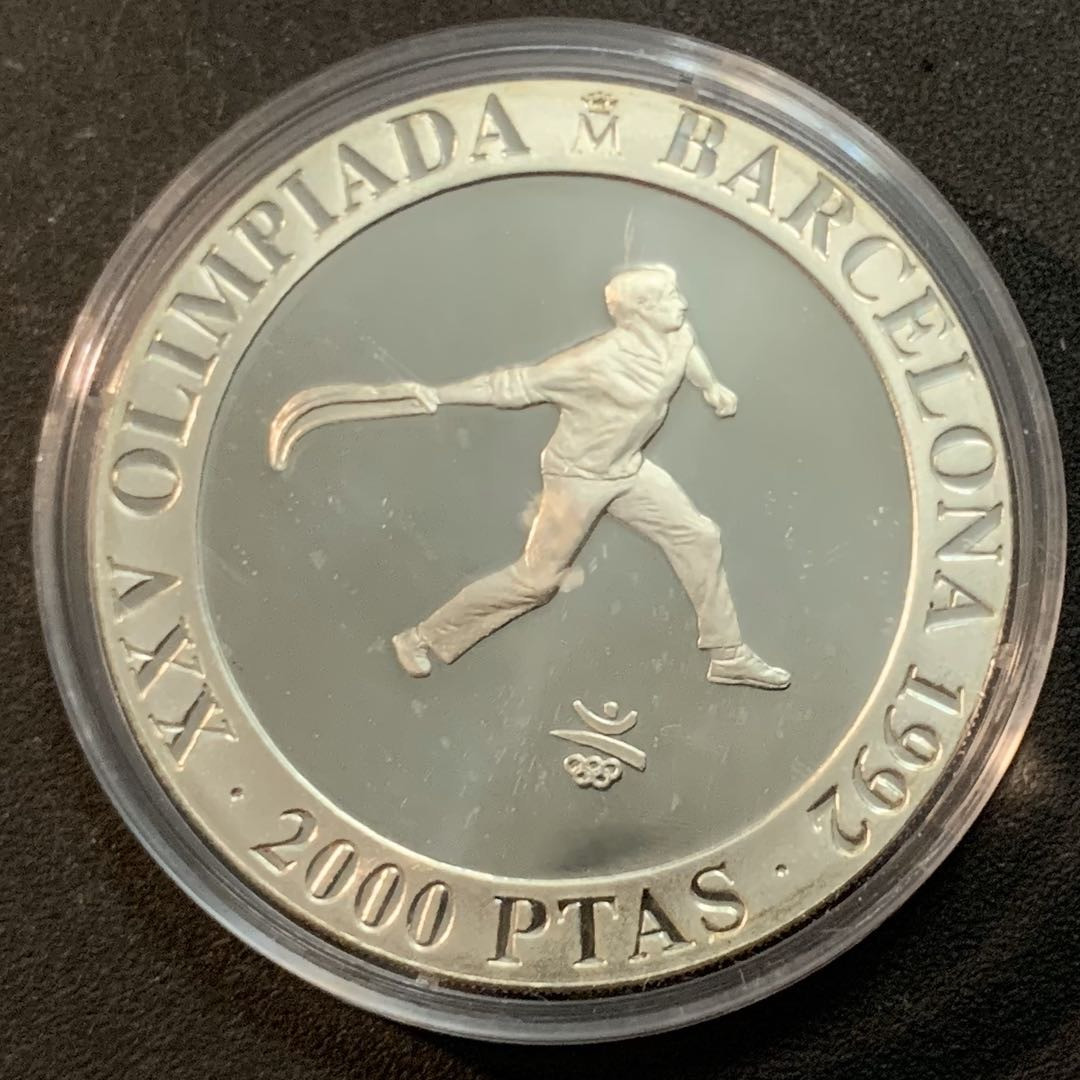 XXV OLIMPIADA M BARCELONA 1992
· 2000 PTAS ·